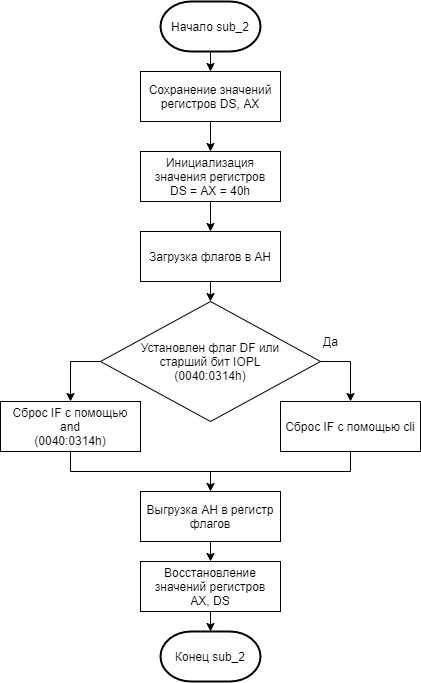 Начало sub_2
Сохранение значений
регистров DS, AX
Инициализация
значения регистров
DS = AX = 40h
Загрузка флагов в AH
Установлен флаг DF или
старший бит IOPL
(0040:0314h)
Да
Сброс IF с помощью
and
(0040:0314h)
Сброс IF с помощью cli
Выгрузка AH в регистр
флагов
Восстановление
значений регистров
AX, DS
Конец sub_2